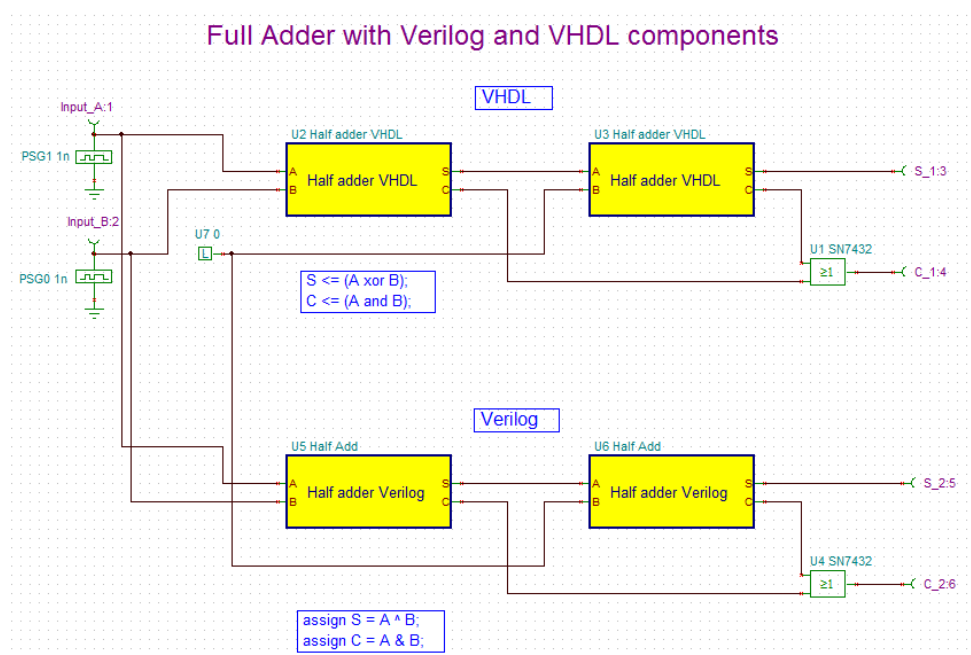 Full Adder with Verilog and VHDL components
VHDL
Input_A:1
PSG1 1n
U2 Half adder VHDL
A
B
Half adder VHDL
S
C
U3 Half adder VHDL
A
B
Half adder VHDL
S
C
S_1:3
Input_B:2
PSG0 1n
U7 0
L
U1 SN7432
≥1
C_1:4
S <= (A xor B);
C <= (A and B);
Verilog
U5 Half Add
A
B
Half adder Verilog
S
C
U6 Half Add
A
B
Half adder Verilog
S
C
S_2:5
U4 SN7432
≥1
C_2:6
assign S = A ^ B;
assign C = A & B;